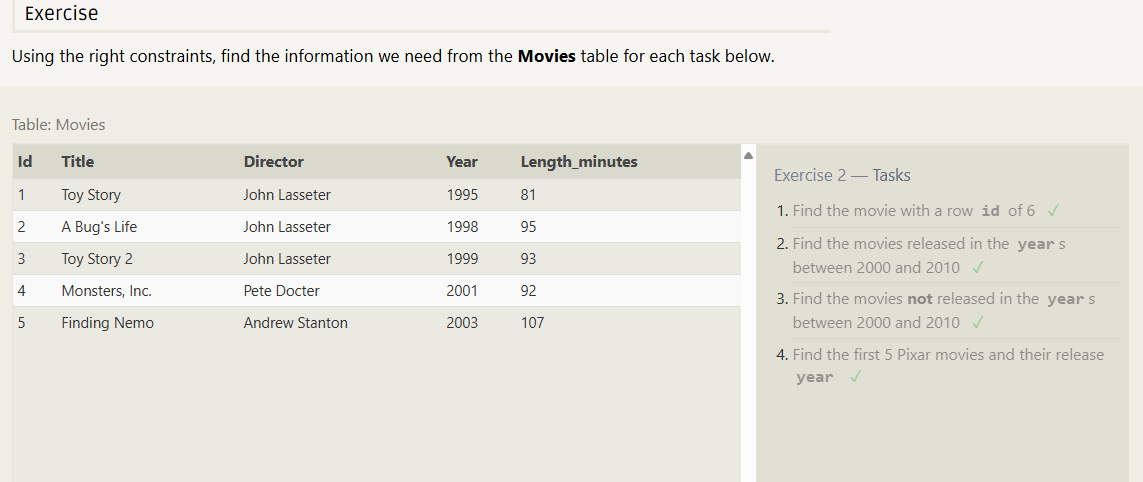 Exercise
Using the right constraints, find the information we need from the Movies table for each task below.
Table: Movies
Id Title Director Year Length_minutes
1 Toy Story John Lasseter 1995 81
2 A Bug's Life John Lasseter 1998 95
3 Toy Story 2 John Lasseter 1999 93
4 Monsters, Inc. Pete Docter 2001 92
5 Finding Nemo Andrew Stanton 2003 107
Exercise 2 — Tasks
1. Find the movie with a row id of 6 ✓
2. Find the movies released in the year s
between 2000 and 2010 ✓
3. Find the movies not released in the year s
between 2000 and 2010 ✓
4. Find the first 5 Pixar movies and their release
year ✓